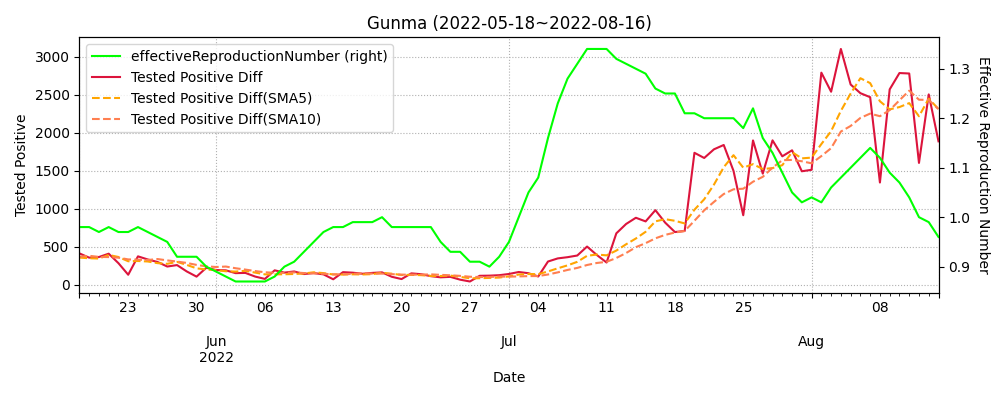 Gunma (2022-05-18~2022-08-16)
effectiveReproductionNumber (right)
Tested Positive Diff
Tested Positive Diff(SMA5)
Tested Positive Diff(SMA10)
Tested Positive
3000
2500
2000
1500
1000
500
0
Effective Reproduction Number
1.3
1.2
1.1
1.0
0.9
23 30 06 13 20 27 04 11 18 25 08
Jun Jul Aug
2022
Date